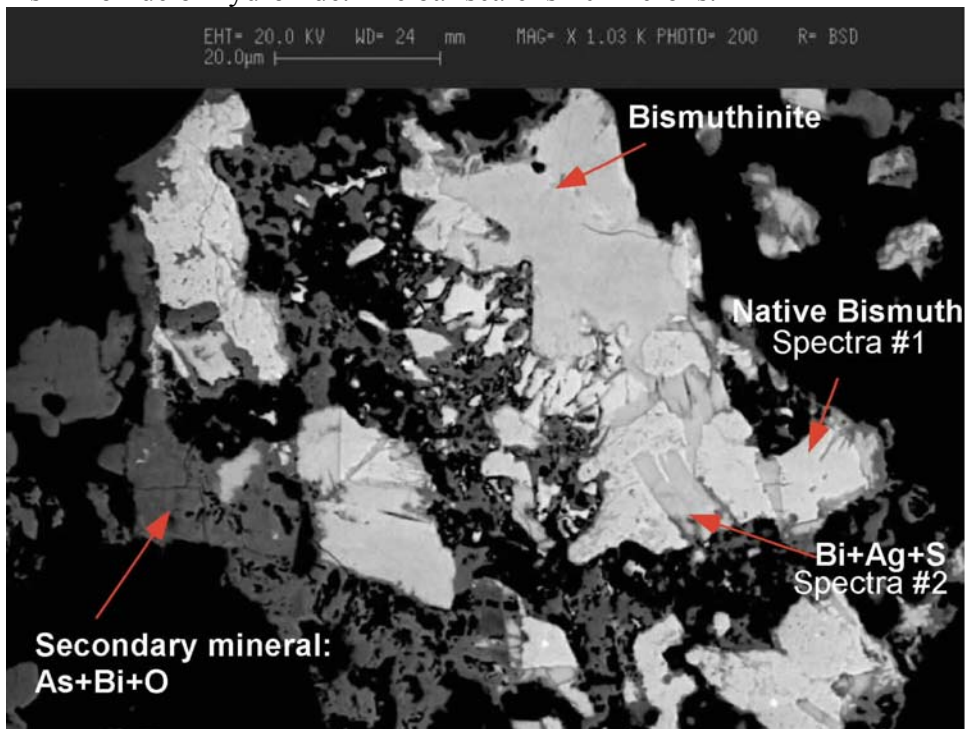 EHT= 20.0 KV WD= 24 mm MAG= X 1.03 K PHOTO= 200 R= BSD
20.0µm
Bismuthinite
Native Bismuth
Spectra #1
Bi+Ag+S
Spectra #2
Secondary mineral:
As+Bi+O